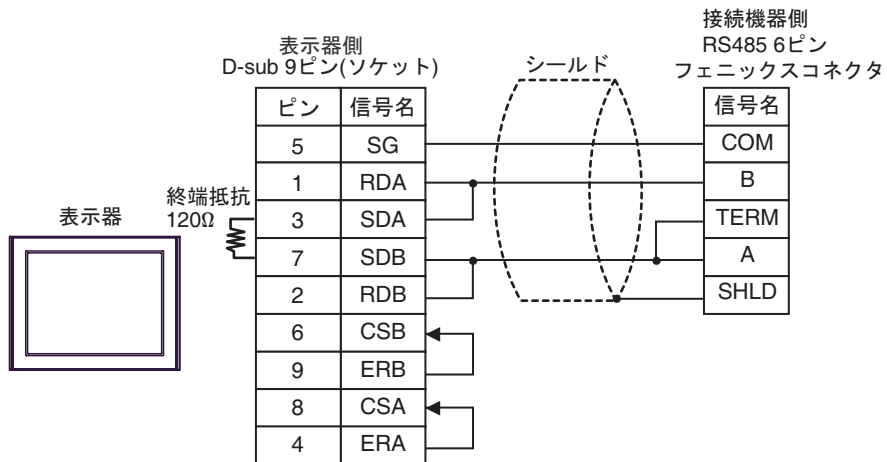 表示器側
D-sub 9ピン(ソケット)
シールド
接続機器側
RS485 6ピン
フェニックスコネクタ
ピン 信号名
信号名
5 SG
COM
1 RDA
B
終端抵抗
120Ω
3 SDA
TERM
表示器
7 SDB
A
2 RDB
SHLD
6 CSB
9 ERB
8 CSA
4 ERA